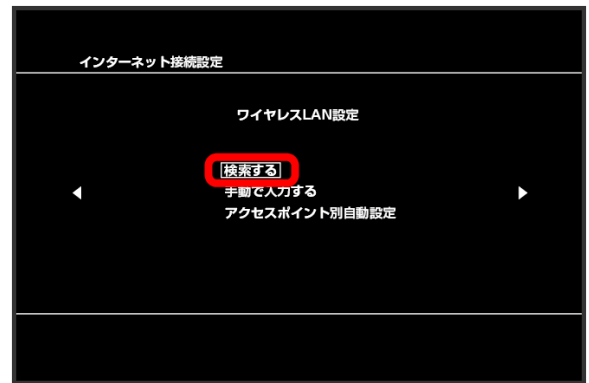 インターネット接続設定
ワイヤレスLAN設定
検索する
手動で入力する
アクセスポイント別自動設定